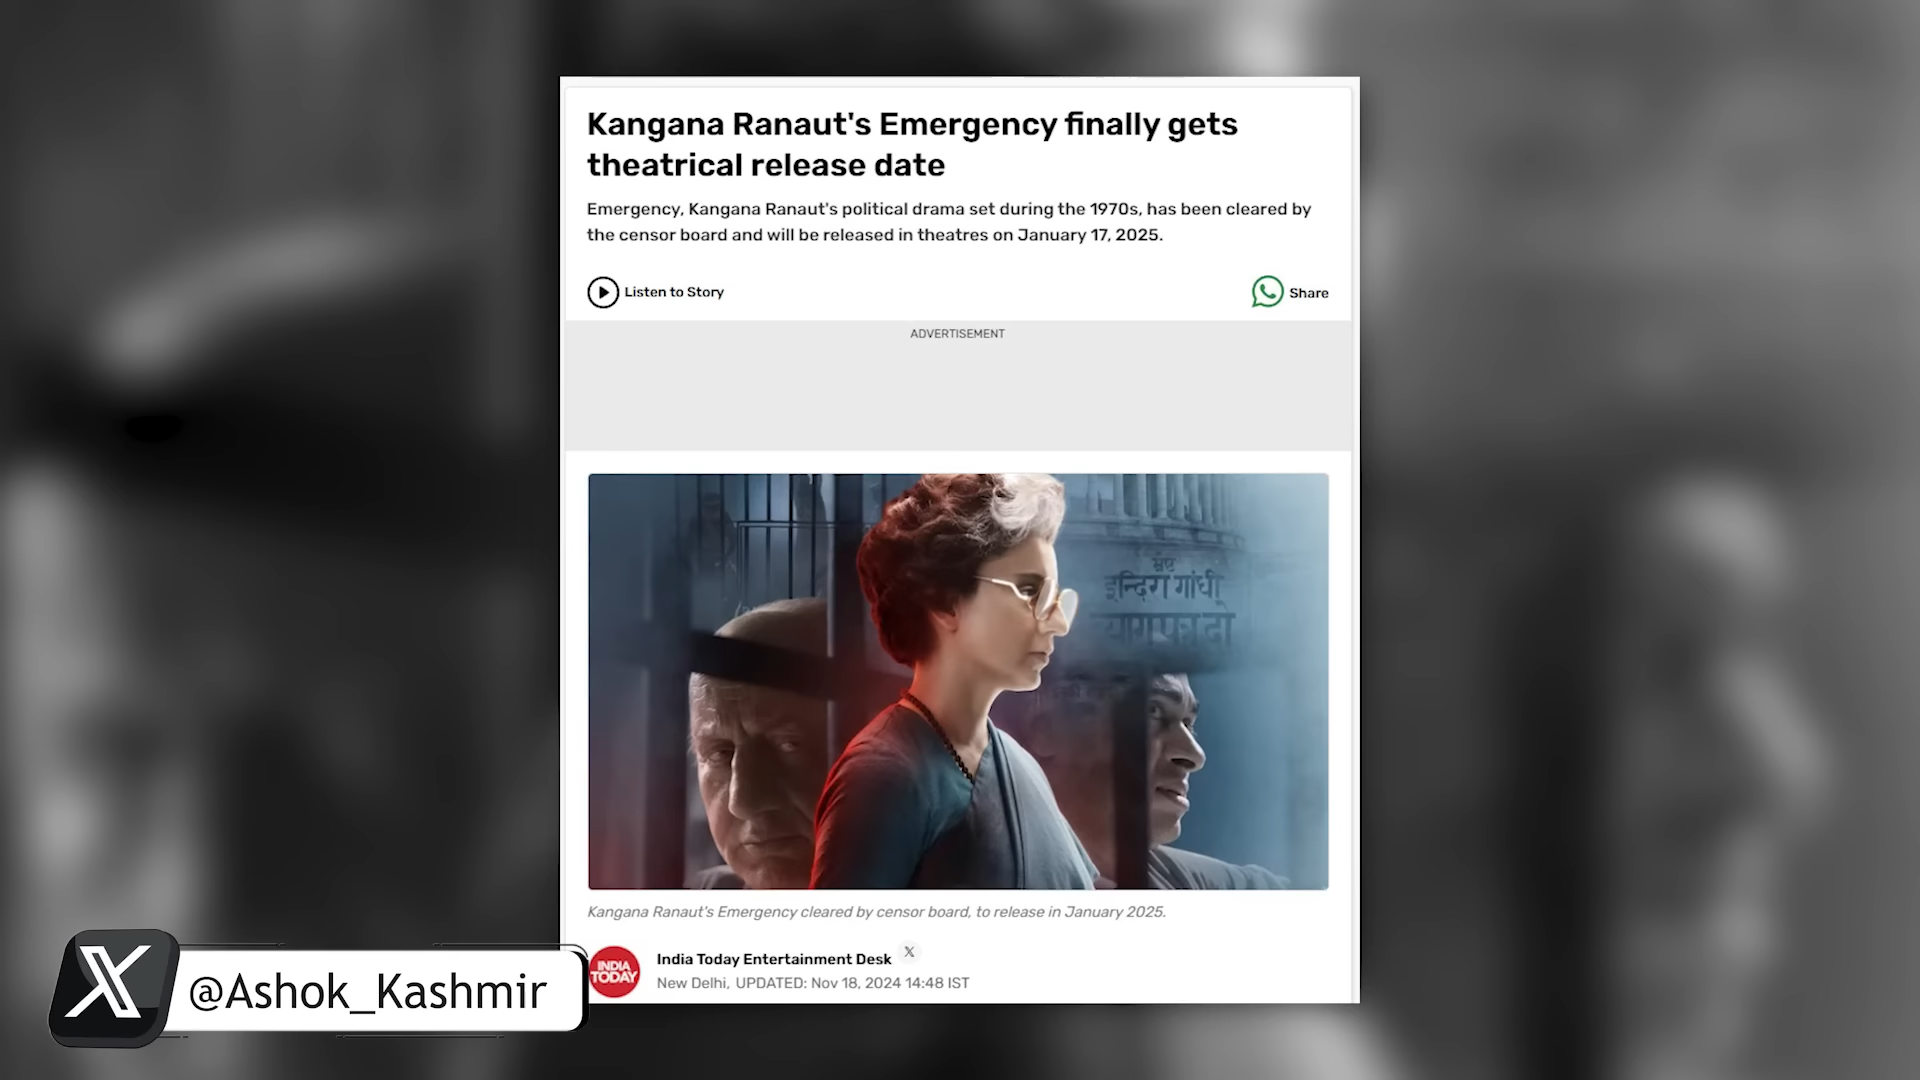 Kangana Ranaut's Emergency finally gets
theatrical release date
Emergency, Kangana Ranaut's political drama set during the 1970s, has been cleared by
the censor board and will be released in theatres on January 17, 2025.
Listen to Story
Share
ADVERTISEMENT
भ्रष्ट
इन्दिरा गांधी
त्यागपत्र दो
Kangana Ranaut's Emergency cleared by censor board, to release in January 2025.
INDIA
TODAY
India Today Entertainment Desk
New Delhi, UPDATED: Nov 18, 2024 14:48 IST
@Ashok_Kashmir